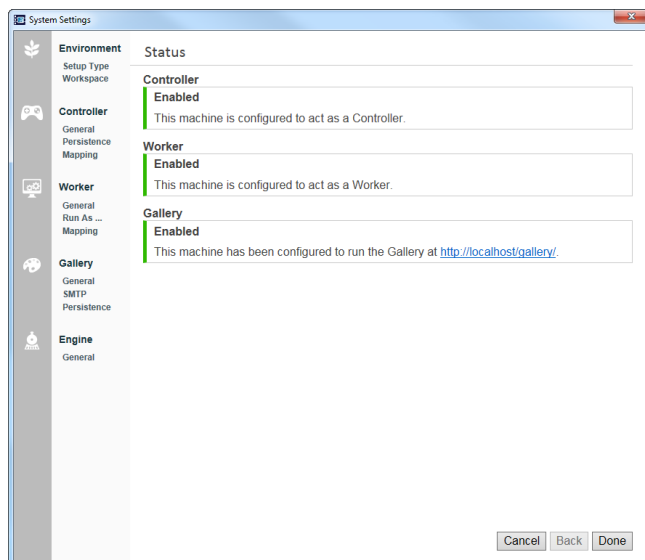 System Settings
Environment
Setup Type
Workspace
Controller
General
Persistence
Mapping
Worker
General
Run As ...
Mapping
Gallery
General
SMTP
Persistence
Engine
General
Status
Controller
Enabled
This machine is configured to act as a Controller.
Worker
Enabled
This machine is configured to act as a Worker.
Gallery
Enabled
This machine has been configured to run the Gallery at http://localhost/gallery/.
Cancel Back Done